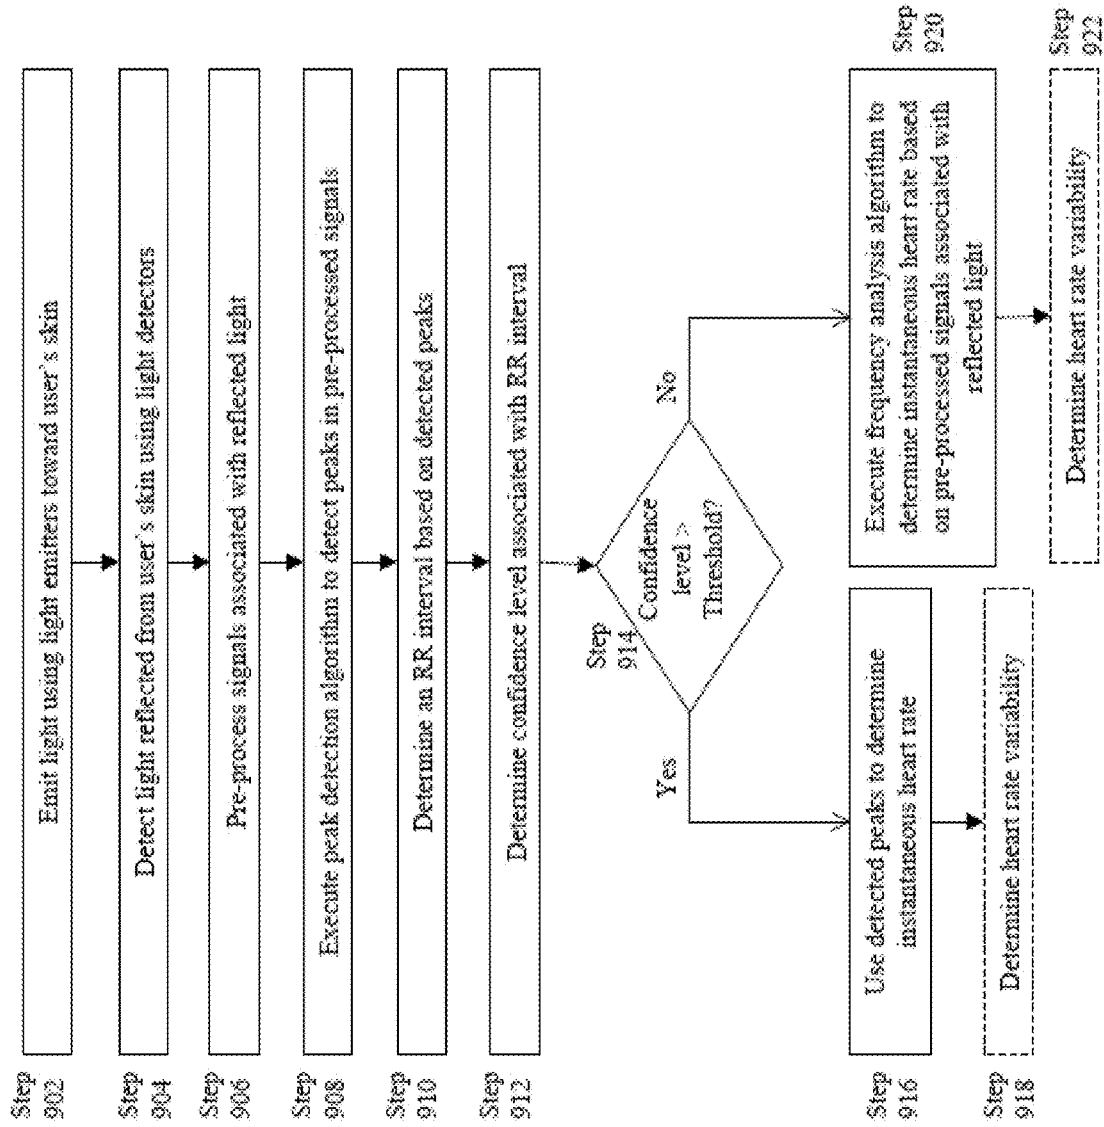 Step
902
Emit light using light emitters toward user's skin
Step
904
Detect light reflected from user's skin using light detectors
Step
906
Pre-process signals associated with reflected light
Step
908
Execute peak detection algorithm to detect peaks in pre-processed signals
Step
910
Determine an RR interval based on detected peaks
Step
912
Determine confidence level associated with RR interval
Step
914
Confidence
level >
Threshold?
Yes
No
Step
916
Use detected peaks to determine
instantaneous heart rate
Step
918
Determine heart rate variability
Step
920
Execute frequency analysis algorithm to
determine instantaneous heart rate based
on pre-processed signals associated with
reflected light
Step
922
Determine heart rate variability